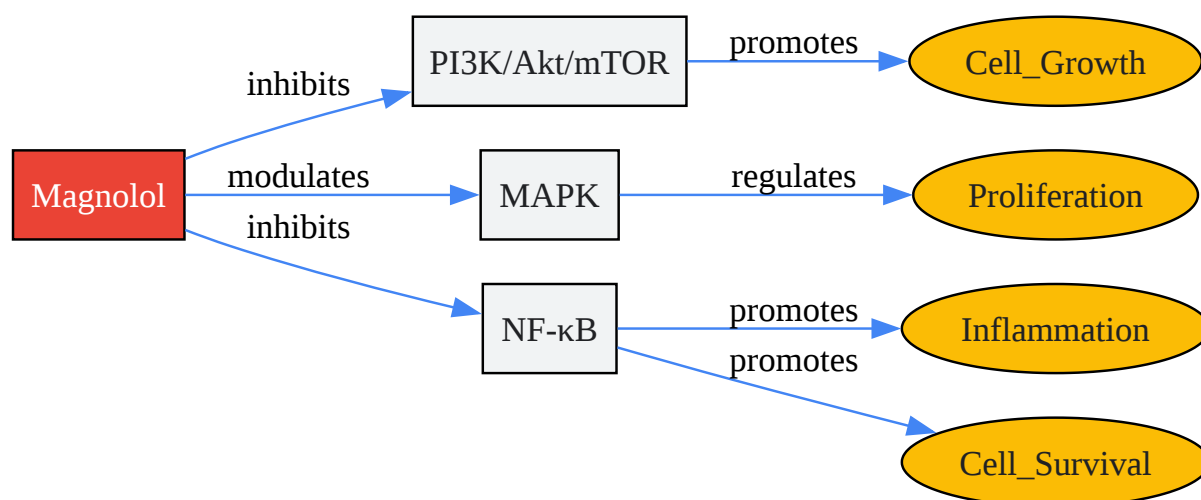 PI3K/Akt/mTOR
promotes
Cell_Growth
inhibits
Magnolol
modulates
MAPK
regulates
Proliferation
inhibits
NF-κB
promotes
Inflammation
promotes
Cell_Survival